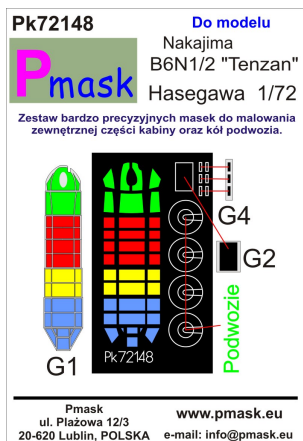 Pk72148
Do modelu
Nakajima
B6N1/2 "Tenzan"
Pmask
Hasegawa 1/72
Zestaw bardzo precyzyjnych masek do malowania
zewnętrznej części kabiny oraz kół podwozia.
G4
G2
G1
Pk72148
Podwozie
Pmask
ul. Plażowa 12/3
20-620 Lublin, POLSKA
www.pmask.eu
e-mail: info@pmask.eu